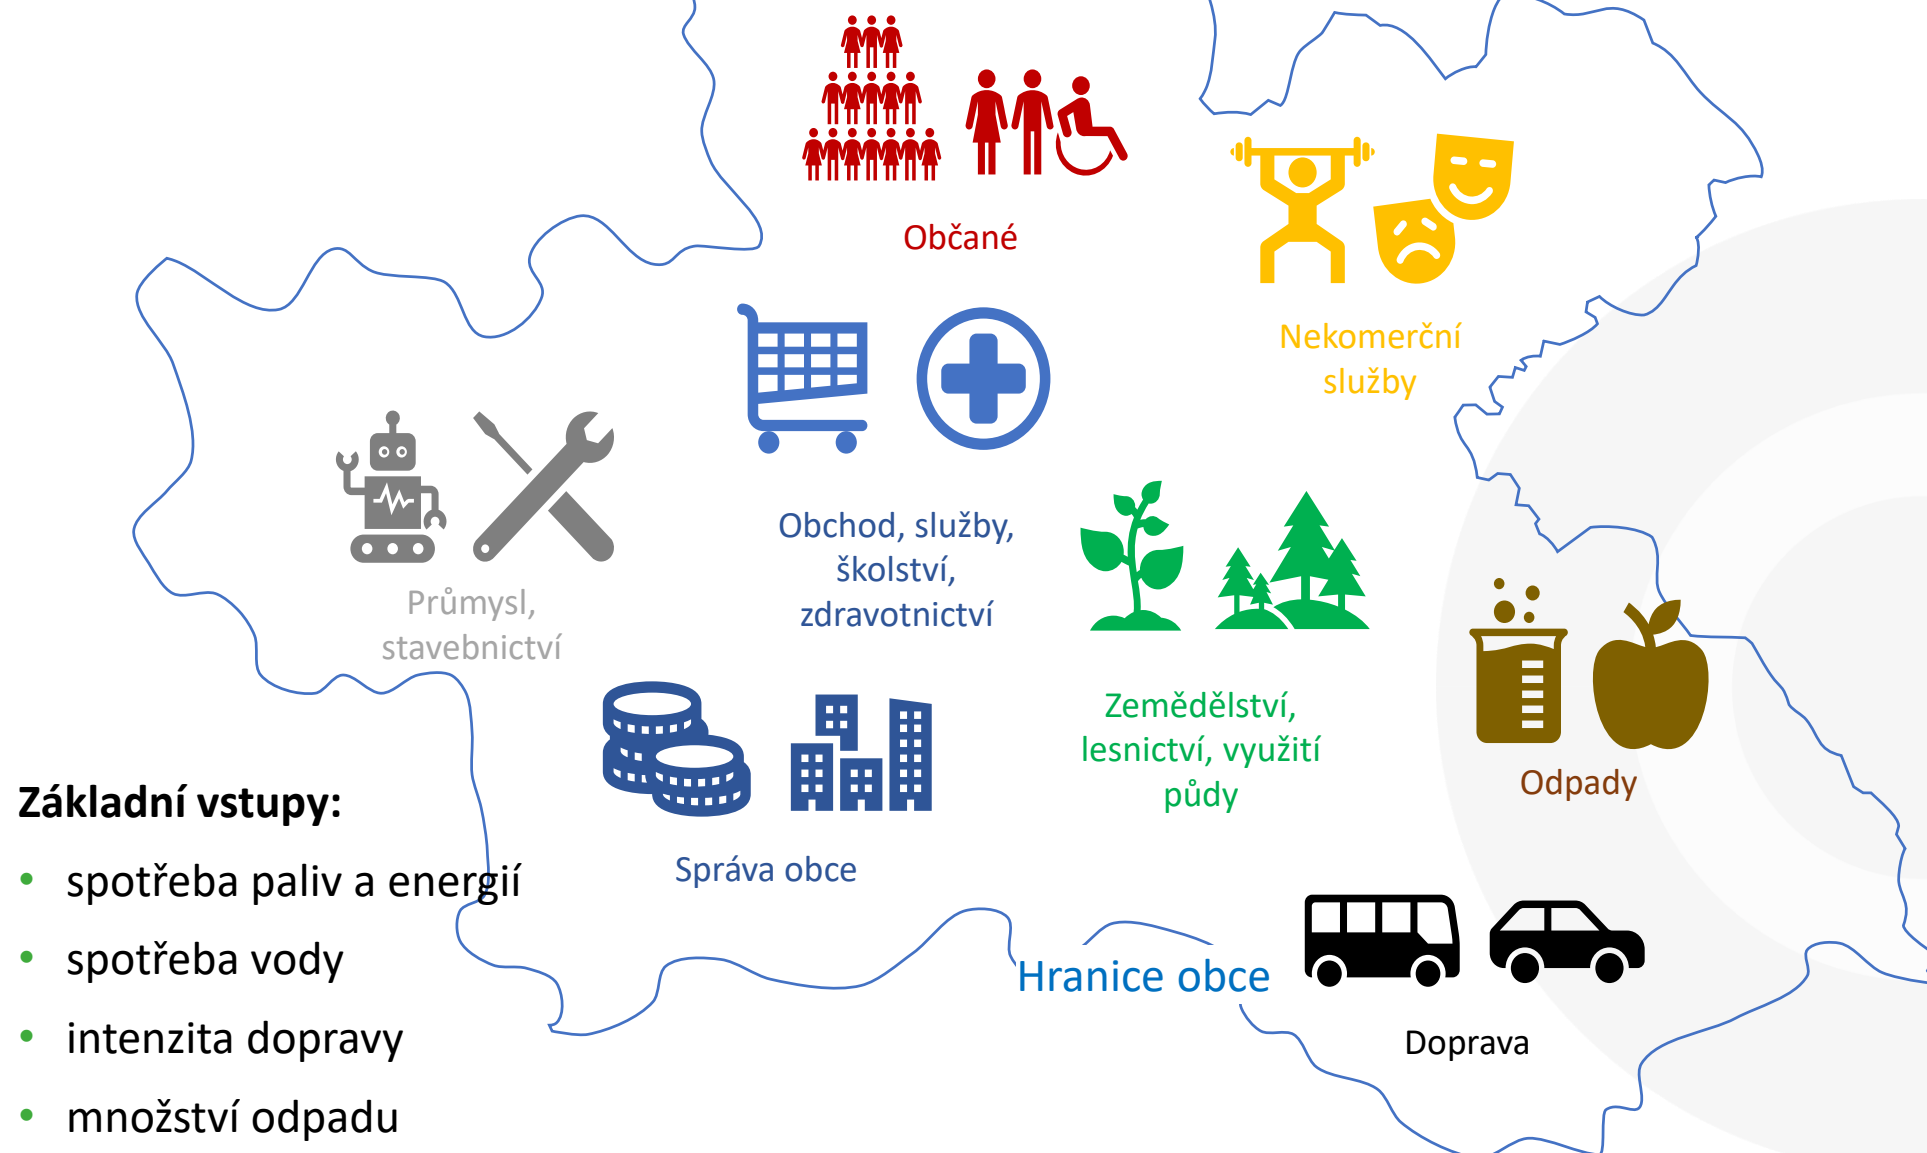 Občané
Nekomerční
služby
Obchod, služby,
školství,
zdravotnictví
Průmysl,
stavebnictví
Zemědělství,
lesnictví, využití
půdy
Odpady
Správa obce
Hranice obce
Doprava
Základní vstupy:
• spotřeba paliv a energií
• spotřeba vody
• intenzita dopravy
• množství odpadu